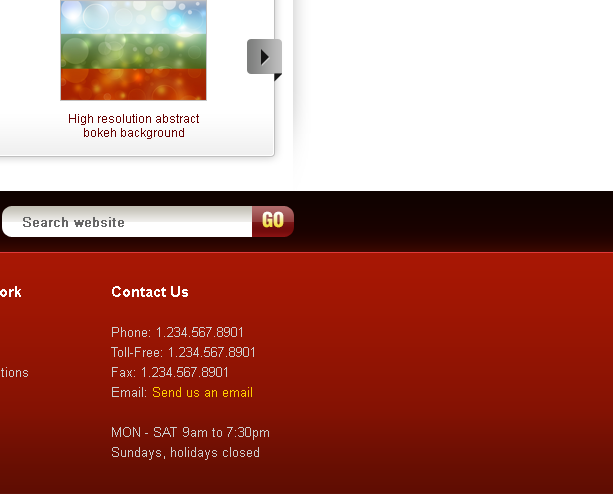 High resolution abstract
bokeh background
Search website
GO
ork
tions
Contact Us
Phone: 1.234.567.8901
Toll-Free: 1.234.567.8901
Fax: 1.234.567.8901
Email: Send us an email
MON - SAT 9am to 7:30pm
Sundays, holidays closed